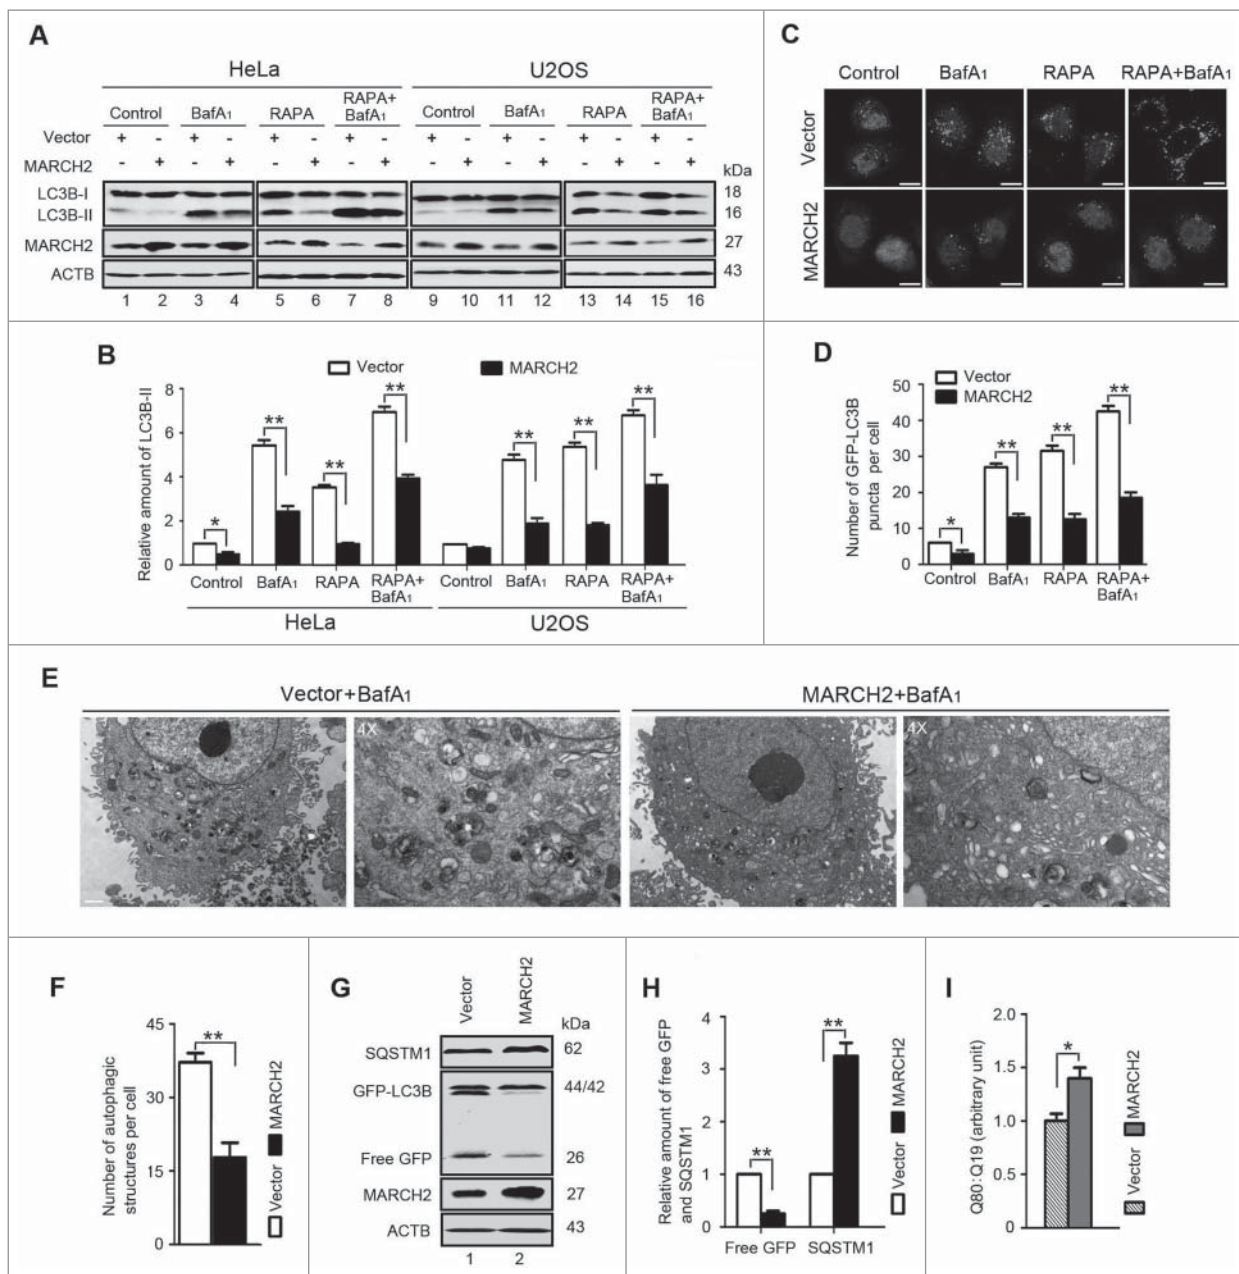 A
HeLa U2OS
Control BafA1 RAPA RAPA+ BafA1 Control BafA1 RAPA RAPA+ BafA1
Vector + - + - + - + - + - + - + - + -
MARCH2 - + - + - + - + - + - + - + - + kDa
LC3B-I 18
LC3B-II 16
MARCH2 27
ACTB 43
1 2 3 4 5 6 7 8 9 10 11 12 13 14 15 16
C
Control BafA1 RAPA RAPA+BafA1
Vector
MARCH2
B
Vector MARCH2
Relative amount of LC3B-II
8
6
4
2
0
* ** ** ** ** ** **
Control BafA1 RAPA RAPA+ BafA1 Control BafA1 RAPA RAPA+ BafA1
HeLa U2OS
D
Vector
MARCH2
Number of GFP-LC3B
puncta per cell
50
40
30
20
10
0
* ** ** **
Control BafA1 RAPA RAPA+
BafA1
E
Vector+BafA1 MARCH2+BafA1
4X 4X
F
Number of autophagic
structures per cell
45
30
15
0
**
Vector MARCH2
G
Vector MARCH2
kDa
SQSTM1 62
GFP-LC3B 44/42
Free GFP 26
MARCH2 27
ACTB 43
1 2
H
Relative amount of free GFP
and SQSTM1
4
3
2
1
0
** **
Free GFP SQSTM1
Vector MARCH2
I
Q80:Q19 (arbitrary unit)
2.0
1.5
1.0
0.5
0
*
Vector MARCH2